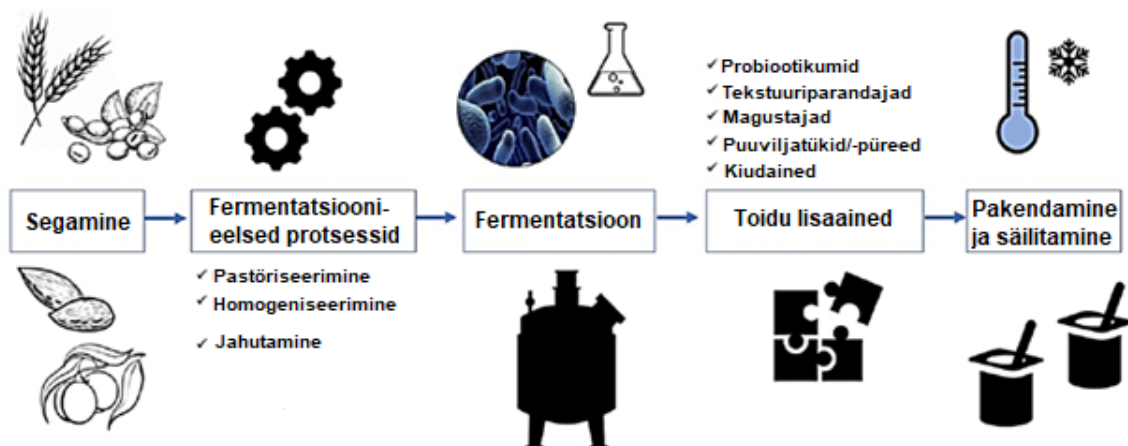 Probiootikumid
Tekstuuriparandajad
Magustajad
Puuviljatükid/-püreed
Kiudained
Segamine
Fermentatsiooni-
eelsed protsessid
Fermentatsioon
Toidu lisaained
Pakendamine
ja säilitamine
Pastöriseerimine
Homogeniseerimine
Jahutamine